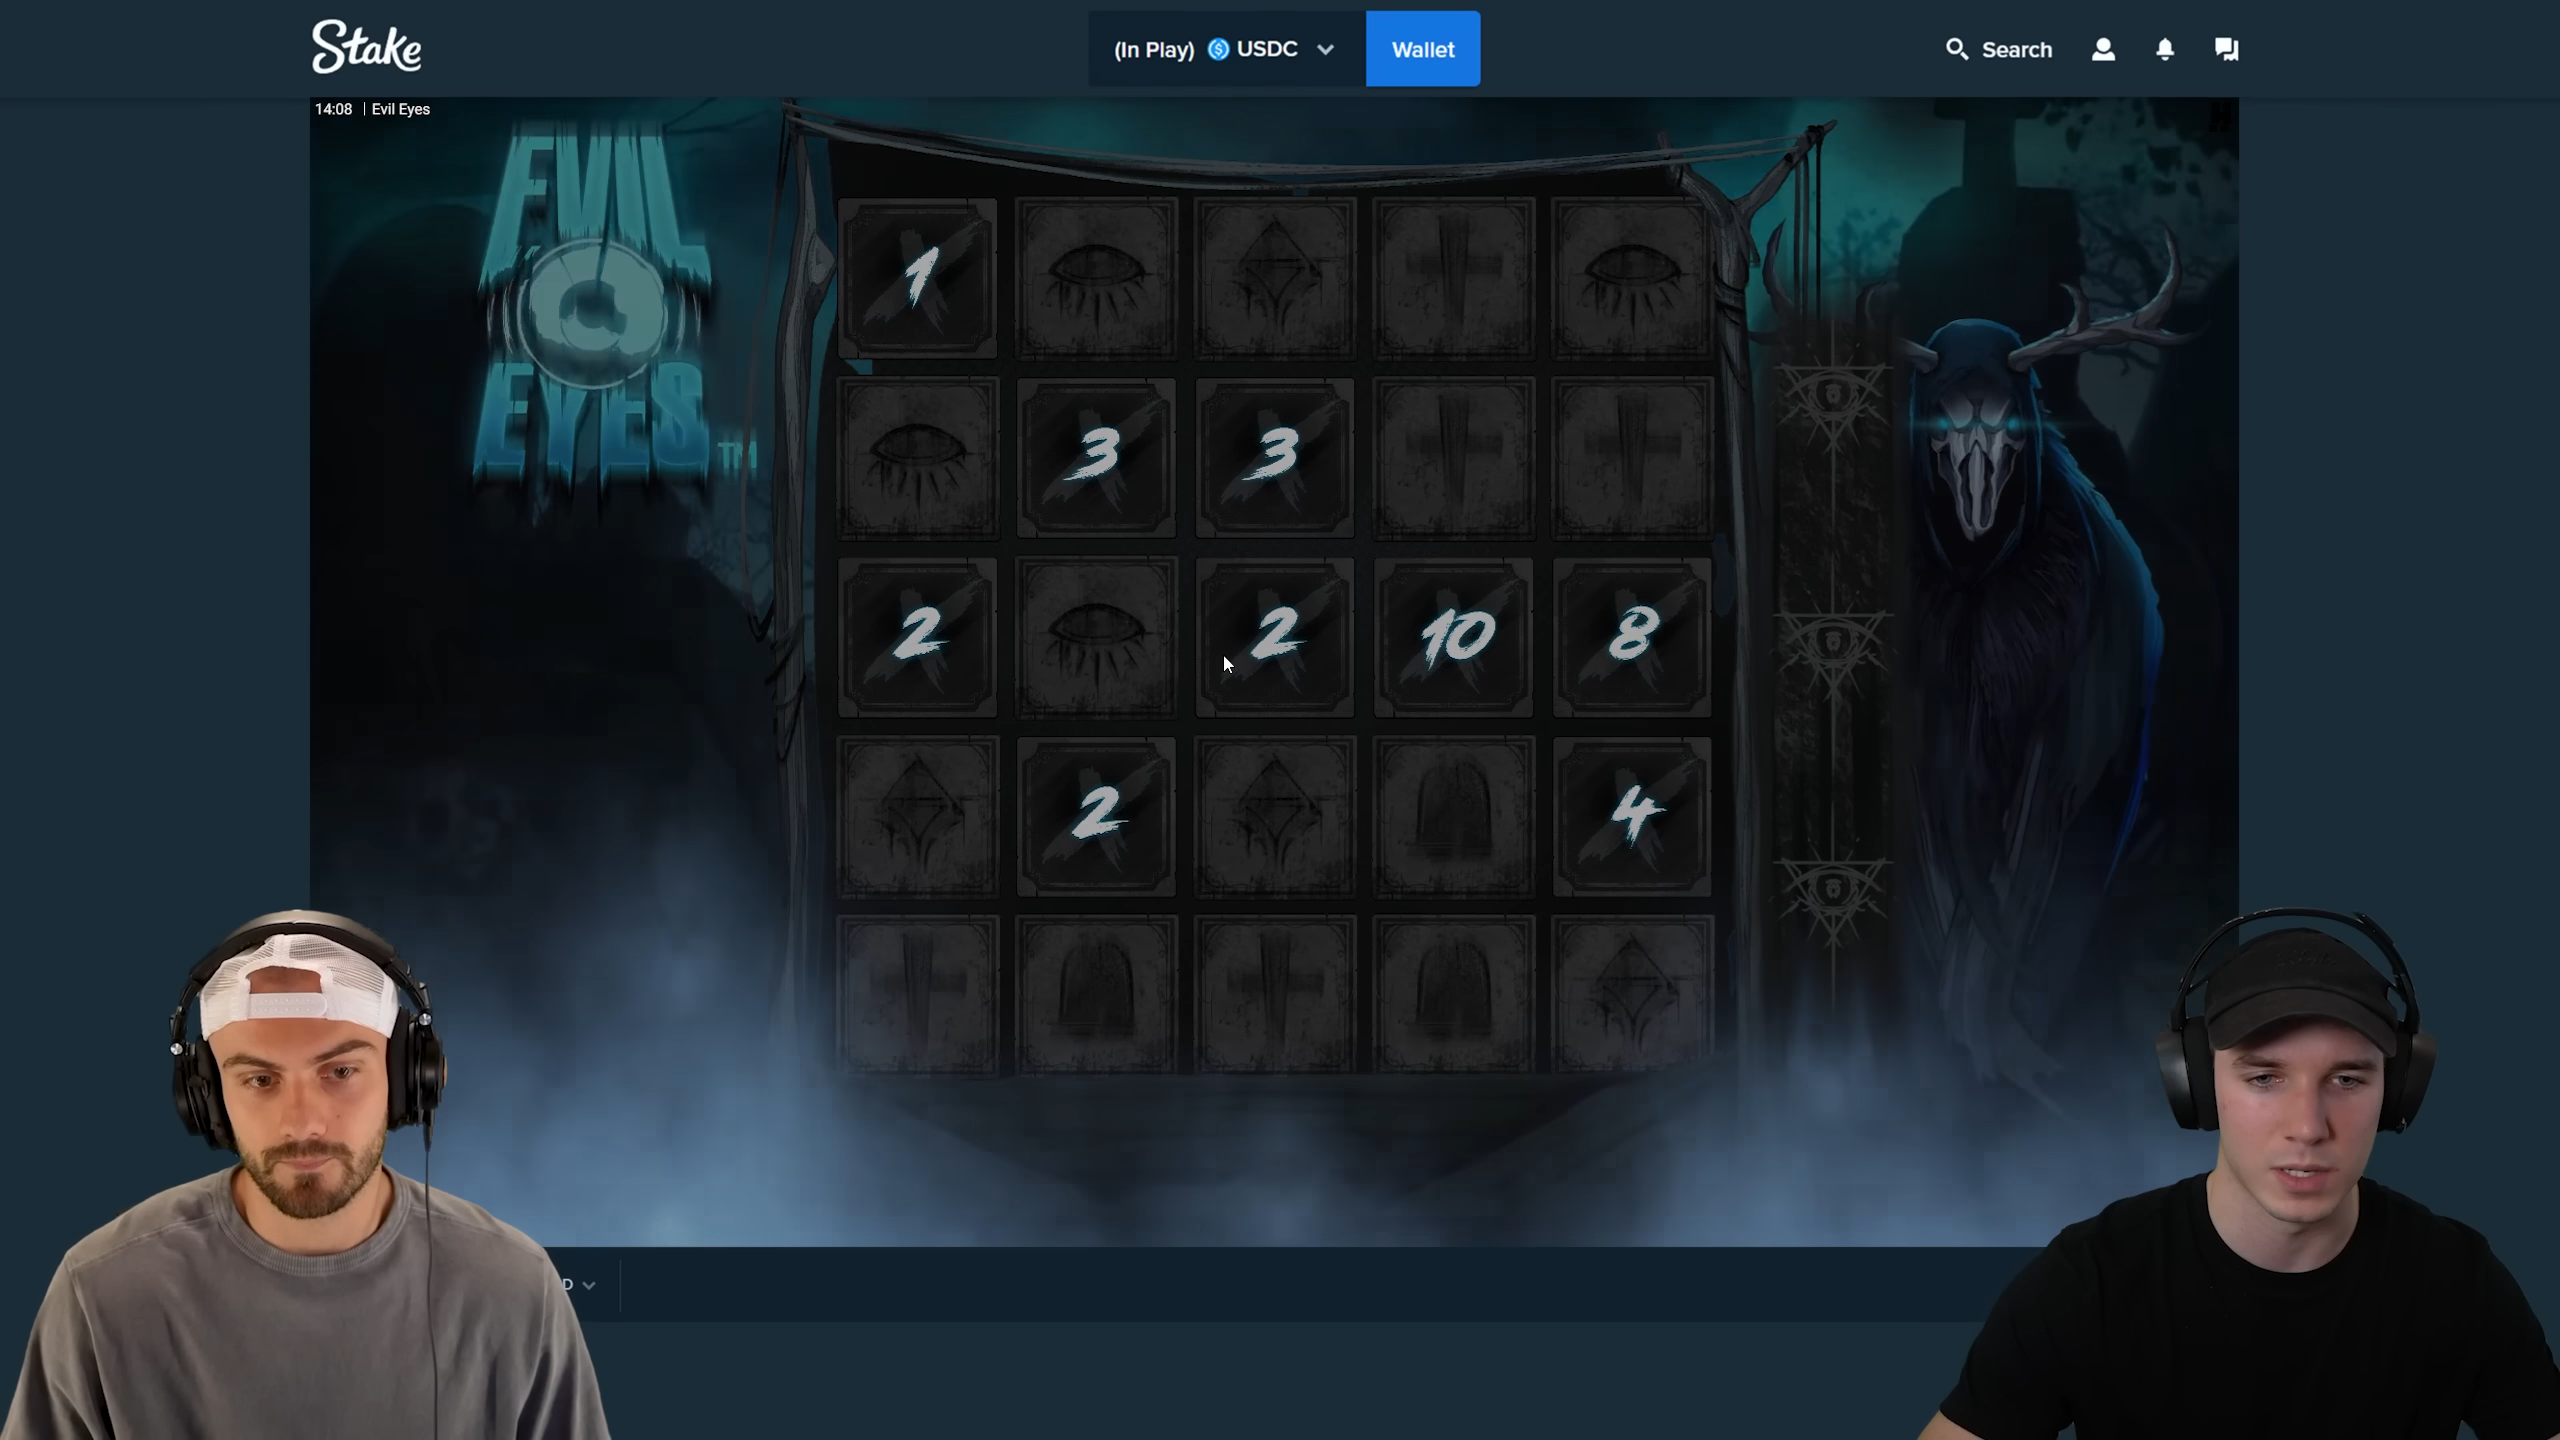 Stake
(In Play) USDC
Wallet
Search
14:08 | Evil Eyes
EVIL
EYES™
1
3 3
2 2 10 8
2 4
D